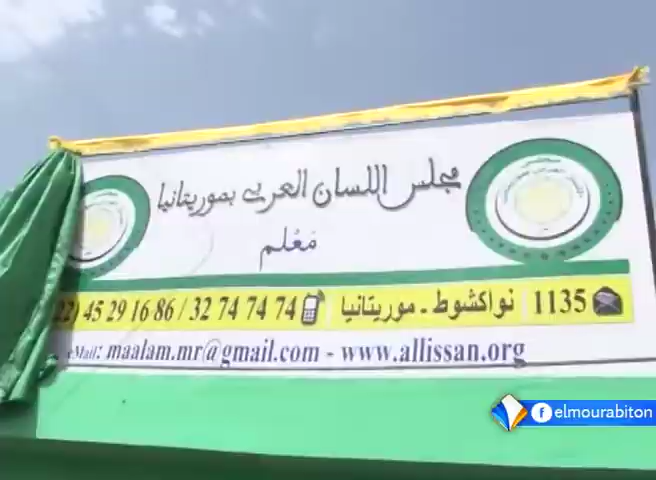 مجلس اللسان العربي بموريتانيا
مَعْلم
1135 نواكشوط ـ موريتانيا 22) 45 29 16 86 / 32 74 74 74
eMail: maalam.mr@gmail.com - www.allissan.org
elmourabiton